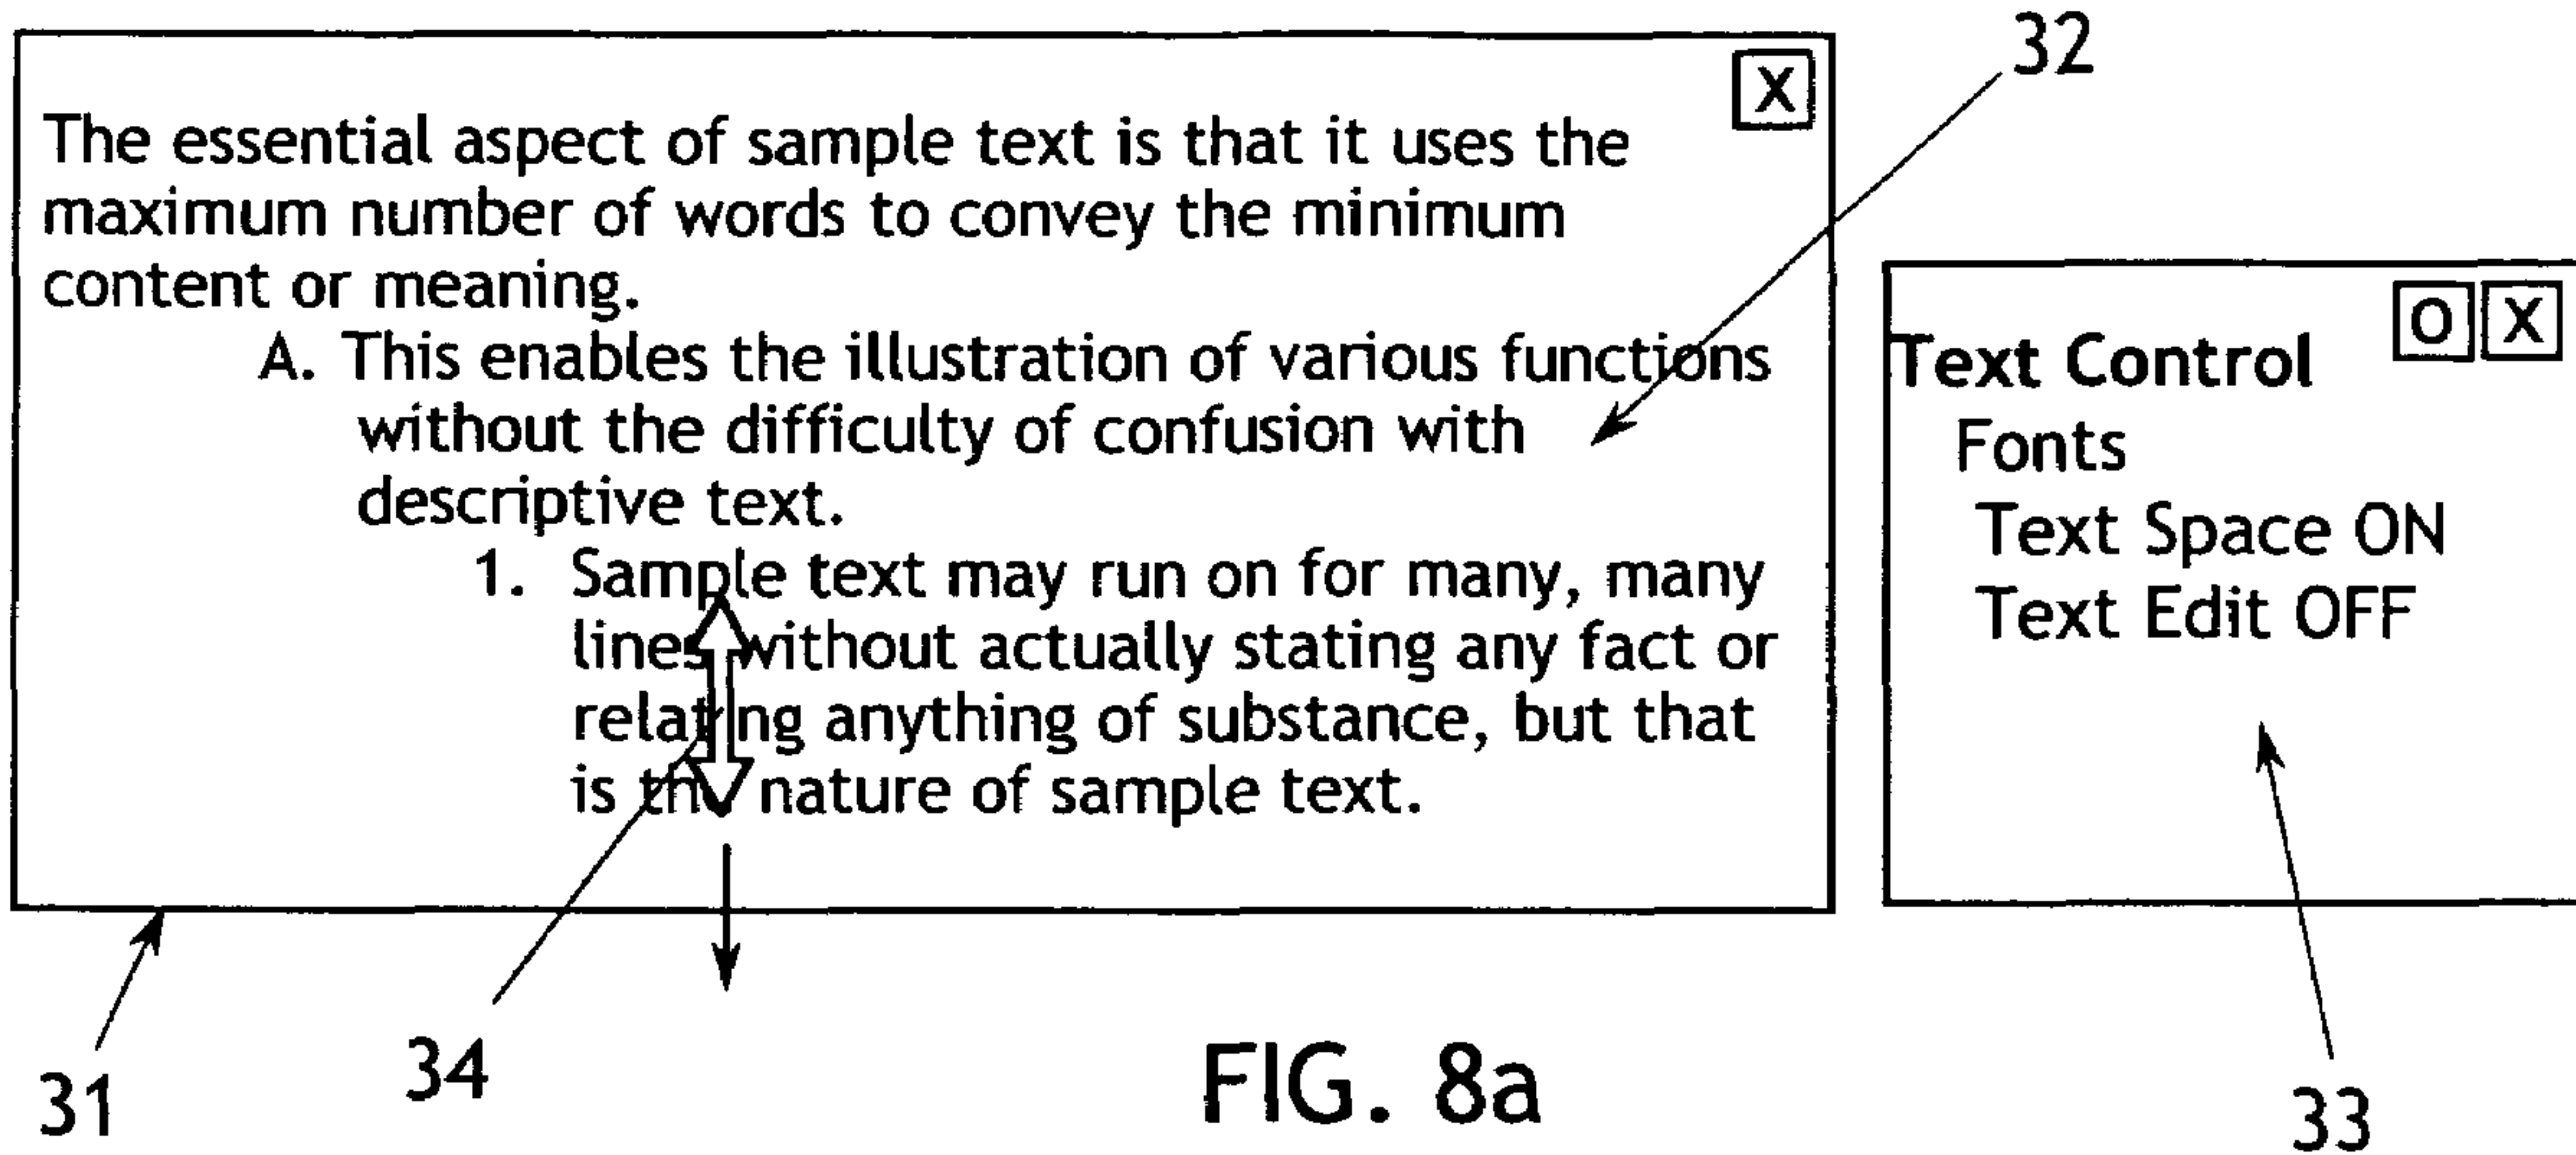 32
X
The essential aspect of sample text is that it uses the
maximum number of words to convey the minimum
content or meaning.
A. This enables the illustration of various functions
without the difficulty of confusion with
descriptive text.
1. Sample text may run on for many, many
lines without actually stating any fact or
relating anything of substance, but that
is the nature of sample text.
O X
Text Control
Fonts
Text Space ON
Text Edit OFF
31
34
FIG. 8a
33